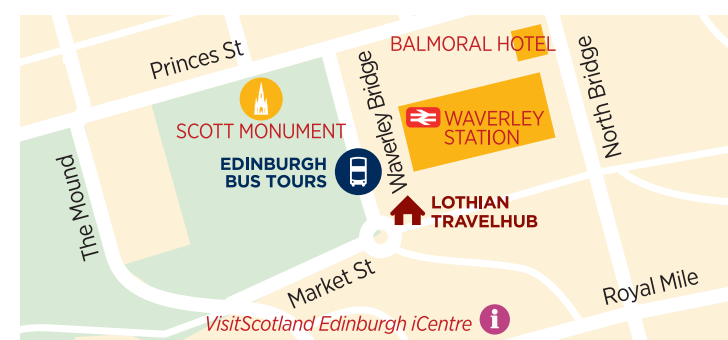 Princes St
BALMORAL HOTEL
Waverley Bridge
North Bridge
SCOTT MONUMENT
WAVERLEY
STATION
EDINBURGH
BUS TOURS
The Mound
LOTHIAN
TRAVELHUB
Market St
Royal Mile
VisitScotland Edinburgh iCentre
i